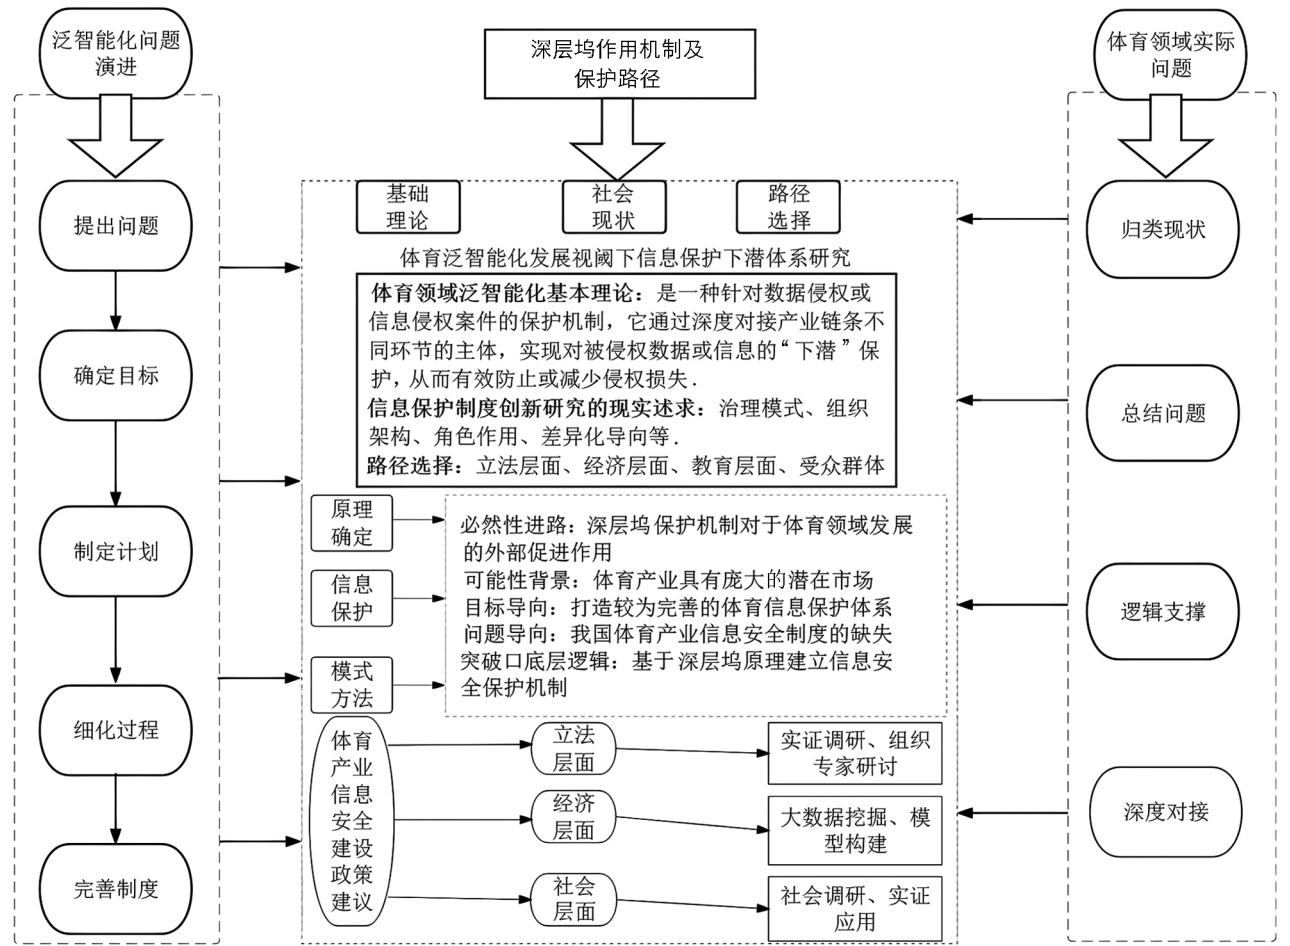 泛智能化问题
演进
提出问题
确定目标
制定计划
细化过程
完善制度
深层坞作用机制及
保护路径
基础
理论
社会
现状
路径
选择
体育泛智能化发展视阈下信息保护下潜体系研究
体育领域泛智能化基本理论：是一种针对数据侵权或
信息侵权案件的保护机制，它通过深度对接产业链条不
同环节的主体，实现对被侵权数据或信息的“下潜”保
护，从而有效防止或减少侵权损失.
信息保护制度创新研究的现实述求：治理模式、组织
架构、角色作用、差异化导向等.
路径选择：立法层面、经济层面、教育层面、受众群体
原理
确定
信息
保护
模式
方法
必然性进路：深层坞保护机制对于体育领域发展
的外部促进作用
可能性背景：体育产业具有庞大的潜在市场
目标导向：打造较为完善的体育信息保护体系
问题导向：我国体育产业信息安全制度的缺失
突破口底层逻辑：基于深层坞原理建立信息安
全保护机制
体育
产业
信息
安全
建设
政策
建议
立法
层面
经济
层面
社会
层面
实证调研、组织
专家研讨
大数据挖掘、模
型构建
社会调研、实证
应用
体育领域实际
问题
归类现状
总结问题
逻辑支撑
深度对接